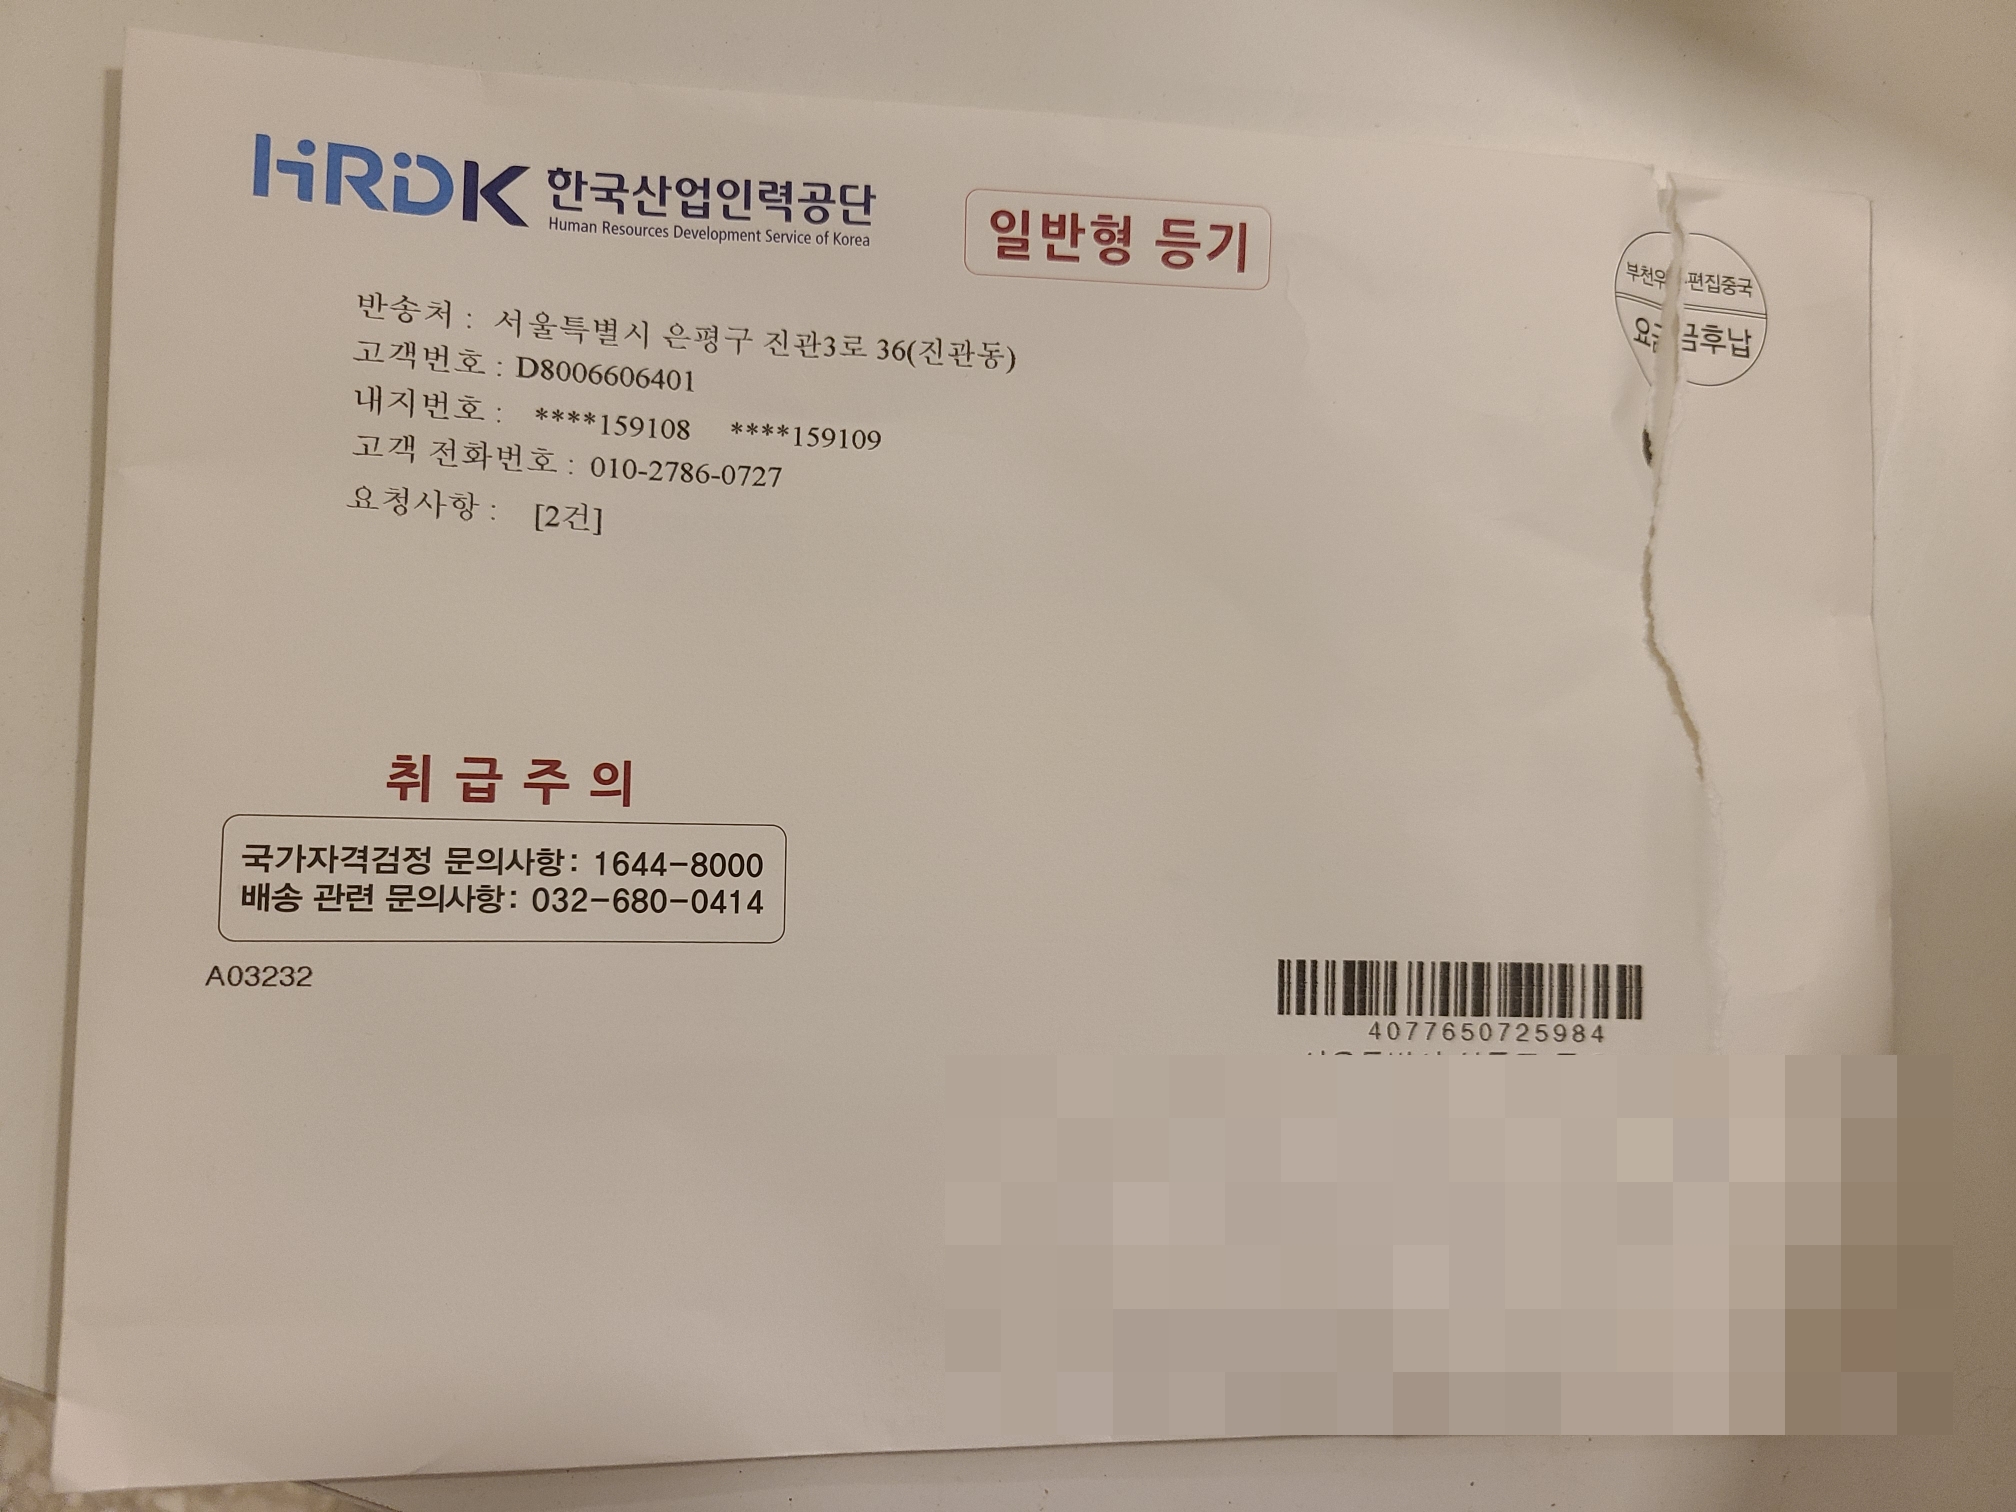 HRDK 한국산업인력공단
Human Resources Development Service of Korea
일반형 등기
편집중국
후납
반송처 : 서울특별시 은평구 진관3로 36(진관동)
고객번호 : D8006606401
내지번호 : ****159108 ****159109
고객 전화번호 : 010-2786-0727
요청사항 : [2건]
취급주의
국가자격검정 문의사항: 1644-8000
배송 관련 문의사항: 032-680-0414
A03232
4077650725984